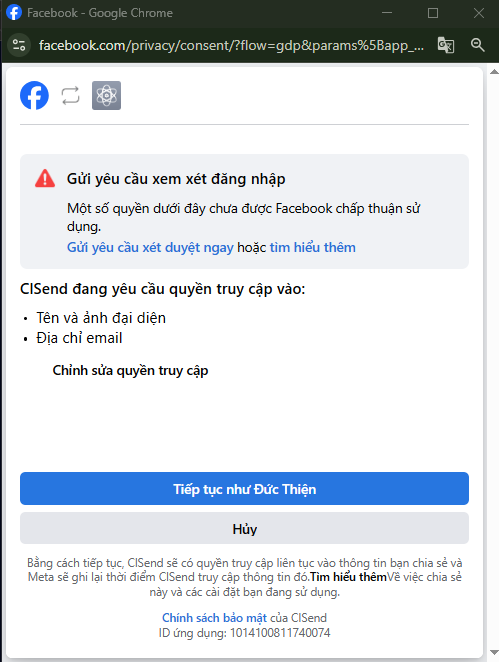 Facebook - Google Chrome
facebook.com/privacy/consent/?flow=gdp&params%5Bapp_...
Gửi yêu cầu xem xét đăng nhập
Một số quyền dưới đây chưa được Facebook chấp thuận sử
dụng.
Gửi yêu cầu xét duyệt ngay hoặc tìm hiểu thêm
CISend đang yêu cầu quyền truy cập vào:
• Tên và ảnh đại diện
• Địa chỉ email
Chỉnh sửa quyền truy cập
Tiếp tục như Đức Thiện
Hủy
Bằng cách tiếp tục, CISend sẽ có quyền truy cập liên tục vào thông tin bạn chia sẻ và
Meta sẽ ghi lại thời điểm CISend truy cập thông tin đó.Tìm hiểu thêmVề việc chia sẻ
này và các cài đặt bạn đang sử dụng.
Chính sách bảo mật của CISend
ID ứng dụng: 1014100811740074